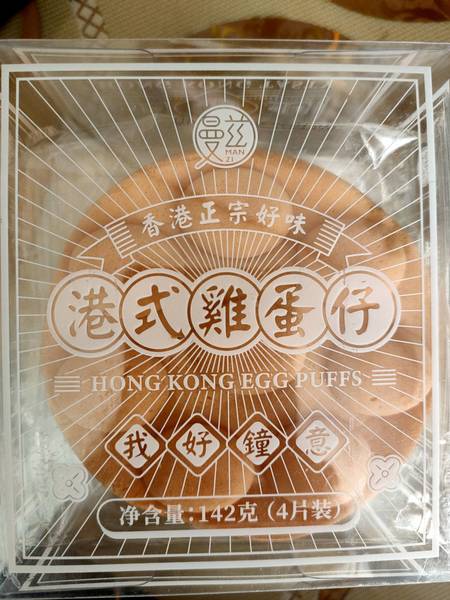 曼兹
MAN
ZI
香港正宗好味
港式雞蛋仔
HONG KONG EGG PUFFS
我好鐘意
净含量:142克(4片装)